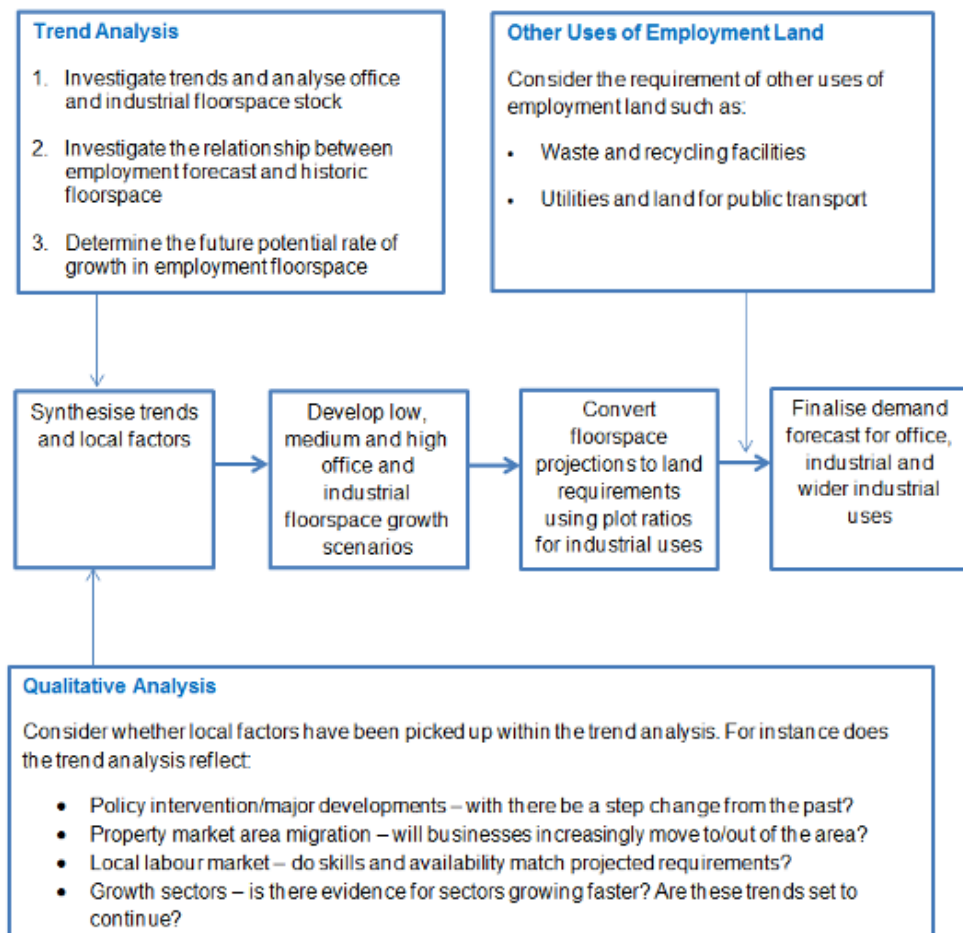 Trend Analysis
1. Investigate trends and analyse office
and industrial floorspace stock
2. Investigate the relationship between
employment forecast and historic
floorspace
3. Determine the future potential rate of
growth in employment floorspace
Other Uses of Employment Land
Consider the requirement of other uses of
employment land such as:
• Waste and recycling facilities
• Utilities and land for public transport
Synthesise trends
and local factors
Develop low,
medium and high
office and
industrial
floorspace growth
scenarios
Convert
floorspace
projections to land
requirements
using plot ratios
for industrial uses
Finalise demand
forecast for office,
industrial and
wider industrial
uses
Qualitative Analysis
Consider whether local factors have been picked up within the trend analysis. For instance does
the trend analysis reflect:
• Policy intervention/major developments – with there be a step change from the past?
• Property market area migration – will businesses increasingly move to/out of the area?
• Local labour market – do skills and availability match projected requirements?
• Growth sectors – is there evidence for sectors growing faster? Are these trends set to
continue?